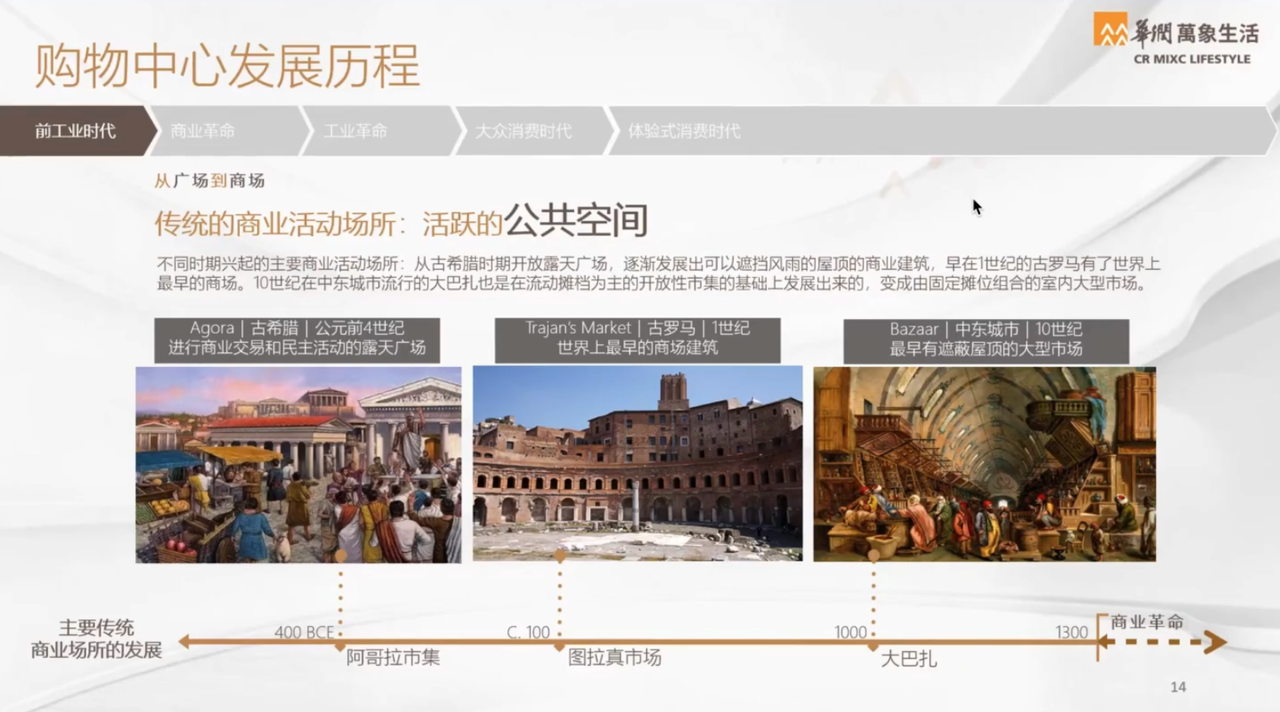 购物中心发展历程
華潤萬象生活
CR MIXC LIFESTYLE
前工业时代
商业革命
工业革命
大众消费时代
体验式消费时代
从广场到商场
传统的商业活动场所：活跃的公共空间
不同时期兴起的主要商业活动场所：从古希腊时期开放露天广场，逐渐发展出可以遮挡风雨的屋顶的商业建筑，早在1世纪的古罗马有了世界上
最早的商场。10世纪在中东城市流行的大巴扎也是在流动摊档为主的开放性市集的基础上发展出来的，变成由固定摊位组合的室内大型市场。
Agora｜古希腊｜公元前4世纪
进行商业交易和民主活动的露天广场
Trajan's Market｜古罗马｜1世纪
世界上最早的商场建筑
Bazaar｜中东城市｜10世纪
最早有遮蔽屋顶的大型市场
主要传统
商业场所的发展
400 BCE
C. 100
1000
1300
商业革命
阿哥拉市集
图拉真市场
大巴扎
14